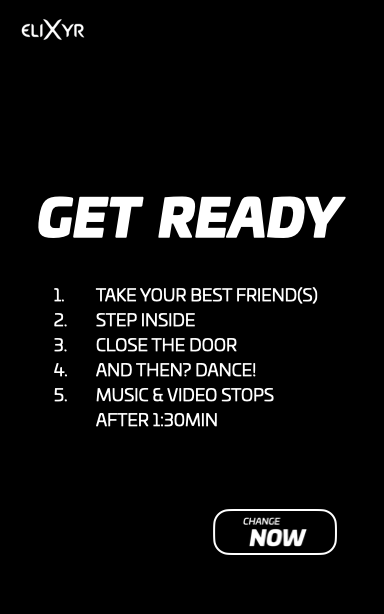 ELIXYR
GET READY
1. TAKE YOUR BEST FRIEND(S)
2. STEP INSIDE
3. CLOSE THE DOOR
4. AND THEN? DANCE!
5. MUSIC & VIDEO STOPS
AFTER 1:30MIN
CHANGE
NOW